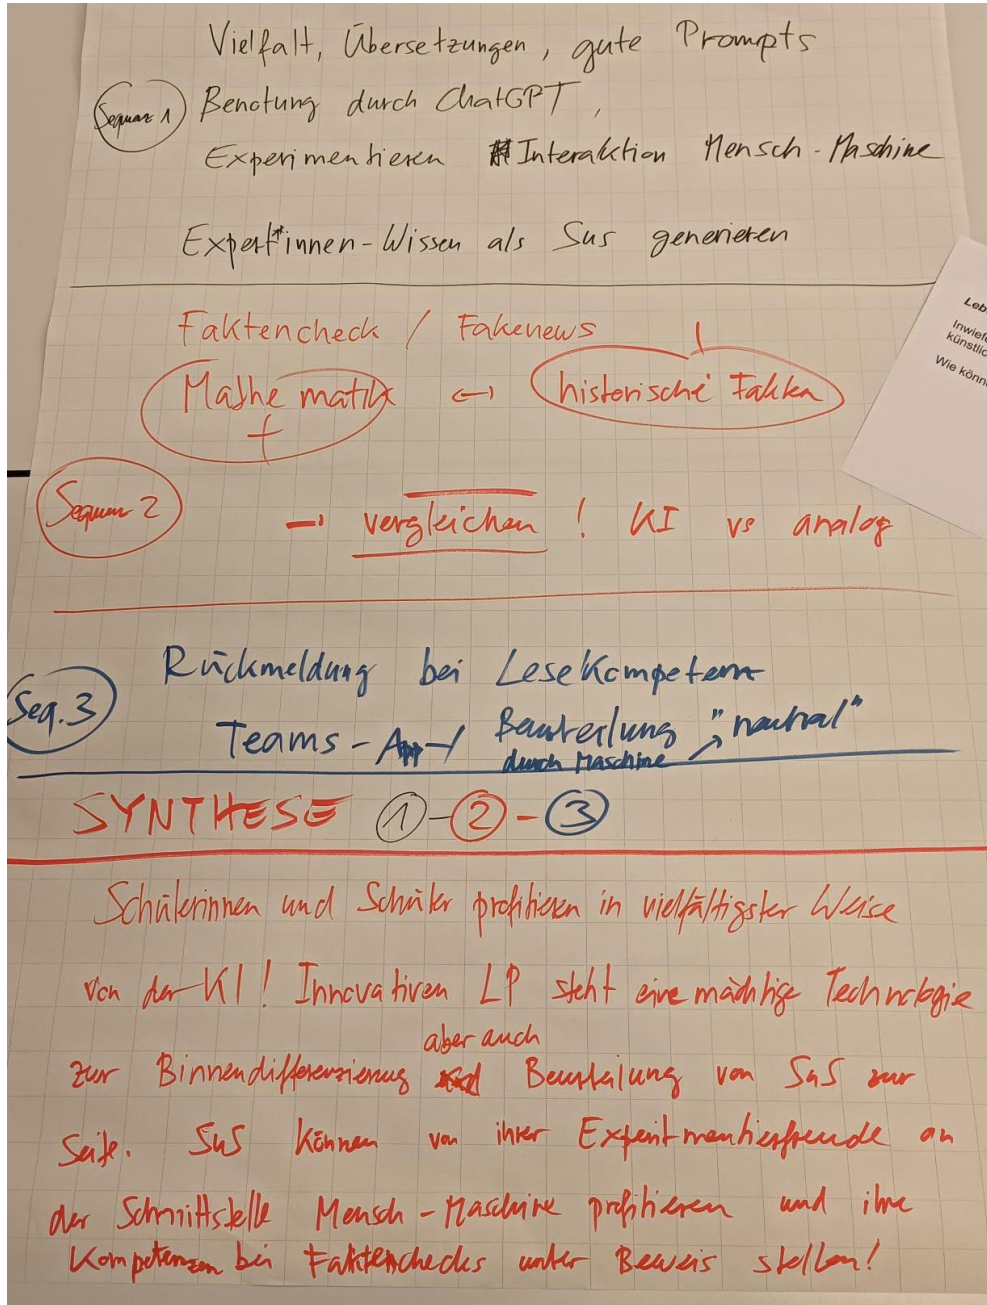 Vielfalt, Übersetzungen, gute Prompts
Sequenz 1
Benotung durch ChatGPT,
Experimentieren Interaktion Mensch-Maschine
Expert*innen-Wissen als SuS generieren
Faktencheck / Fakenews
Mathematik ↔ historische Fakten
Sequenz 2
→ vergleichen! KI vs analog
Seq. 3
Rückmeldung bei Lesekompetenz
Teams-App Beurteilung "neutral"
durch Maschine
SYNTHESE 1-2-3
Schülerinnen und Schüler profitieren in vielfältigster Weise
von der KI! Innovativen LP steht eine mächtige Technologie
aber auch
zur Binnendifferenzierung Beurteilung von SuS zur
Seite. SuS können von ihrer Experimentierfreude an
der Schnittstelle Mensch-Maschine profitieren und ihre
Kompetenzen bei Faktenchecks unter Beweis stellen!
Wie